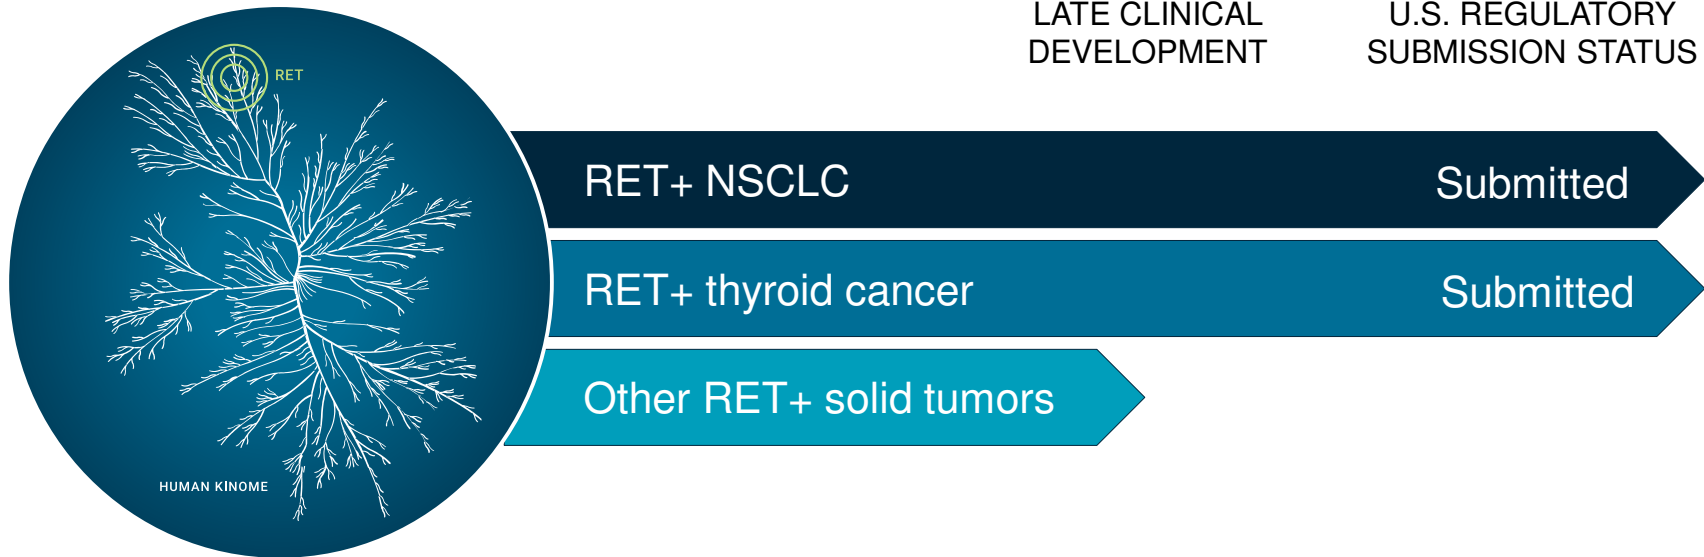 LATE CLINICAL
DEVELOPMENT
U.S. REGULATORY
SUBMISSION STATUS
RET
RET+ NSCLC
Submitted
RET+ thyroid cancer
Submitted
Other RET+ solid tumors
HUMAN KINOME